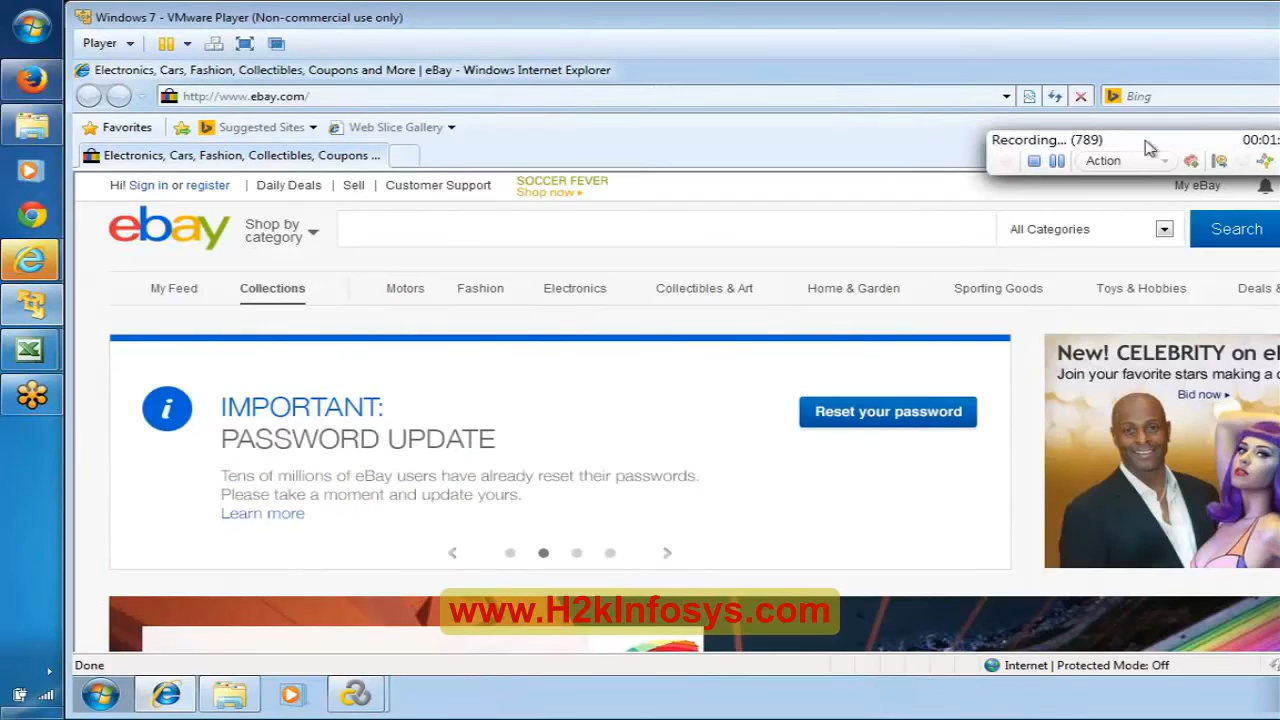 Windows 7 - VMware Player (Non-commercial use only)
Player
Electronics, Cars, Fashion, Collectibles, Coupons and More | eBay - Windows Internet Explorer
http://www.ebay.com/
Bing
Favorites
Suggested Sites
Web Slice Gallery
Recording... (789)
00:01:
Electronics, Cars, Fashion, Collectibles, Coupons ...
Action
Hi! Sign in or register
Daily Deals
Sell
Customer Support
SOCCER FEVER
Shop now
My eBay
ebay
Shop by
category
All Categories
Search
My Feed
Collections
Motors
Fashion
Electronics
Collectibles & Art
Home & Garden
Sporting Goods
Toys & Hobbies
Deals &
IMPORTANT:
PASSWORD UPDATE
Reset your password
Tens of millions of eBay users have already reset their passwords.
Please take a moment and update yours.
Learn more
New! CELEBRITY on e
Join your favorite stars making a
Bid now
www.H2kInfosys.com
Done
Internet | Protected Mode: Off